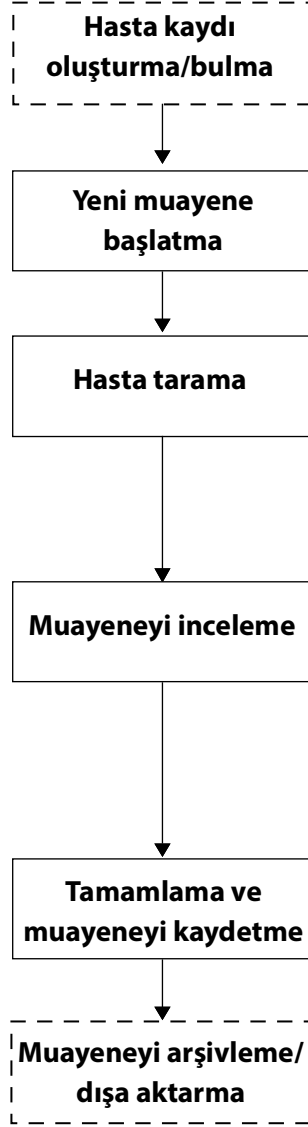 Hasta kaydı
oluşturma/bulma
Yeni muayene
başlatma
Hasta tarama
Muayeneyi inceleme
Tamamlama ve
muayeneyi kaydetme
Muayeneyi arşivleme/
dışa aktarma